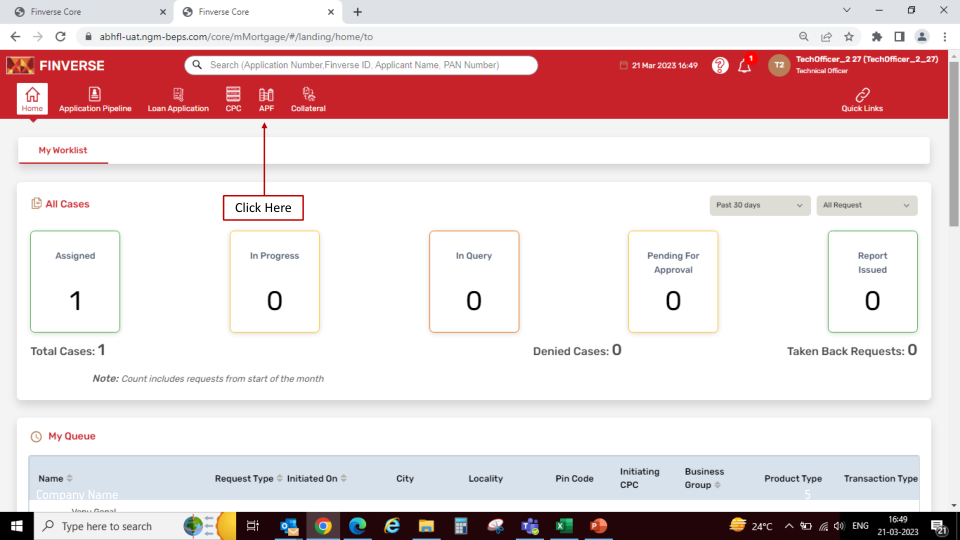 Finverse Core
Finverse Core
abhfl-uat.ngm-beps.com/core/mMortgage/#/landing/home/to
FINVERSE
Search (Application Number,Finverse ID, Applicant Name, PAN Number)
21 Mar 2023 16:49
1
T2
TechOfficer_2 27 (TechOfficer_2_27)
Technical Officer
Home
Application Pipeline
Loan Application
CPC
APF
Collateral
Quick Links
My Worklist
All Cases
Click Here
Past 30 days
All Request
Assigned
1
In Progress
0
In Query
0
Pending For
Approval
0
Report
Issued
0
Total Cases: 1
Denied Cases: 0
Taken Back Requests: 0
Note: Count includes requests from start of the month
My Queue
Name
Request Type
Initiated On
City
Locality
Pin Code
Initiating
CPC
Business
Group
Product Type
Transaction Type
Company Name
5
Type here to search
24°C
ENG
16:49
21-03-2023
21